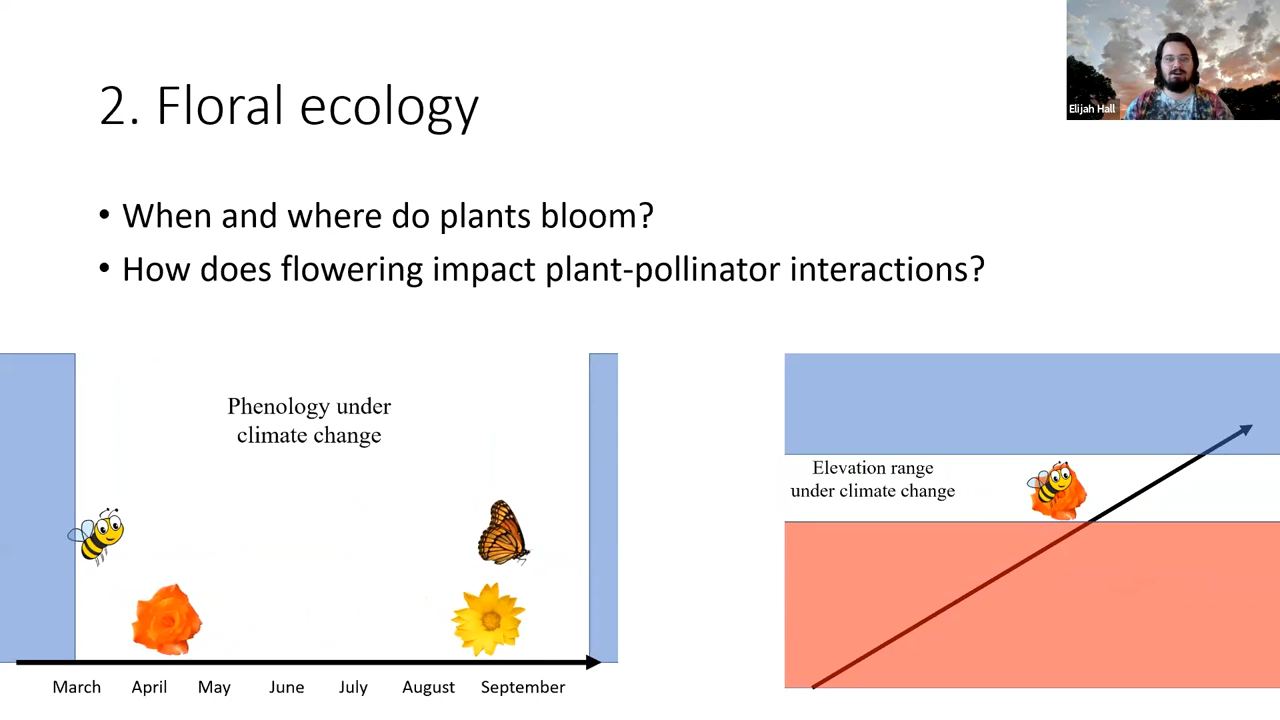 2. Floral ecology
Elijah Hall
• When and where do plants bloom?
• How does flowering impact plant-pollinator interactions?
Phenology under
climate change
March April May June July August September
Elevation range
under climate change